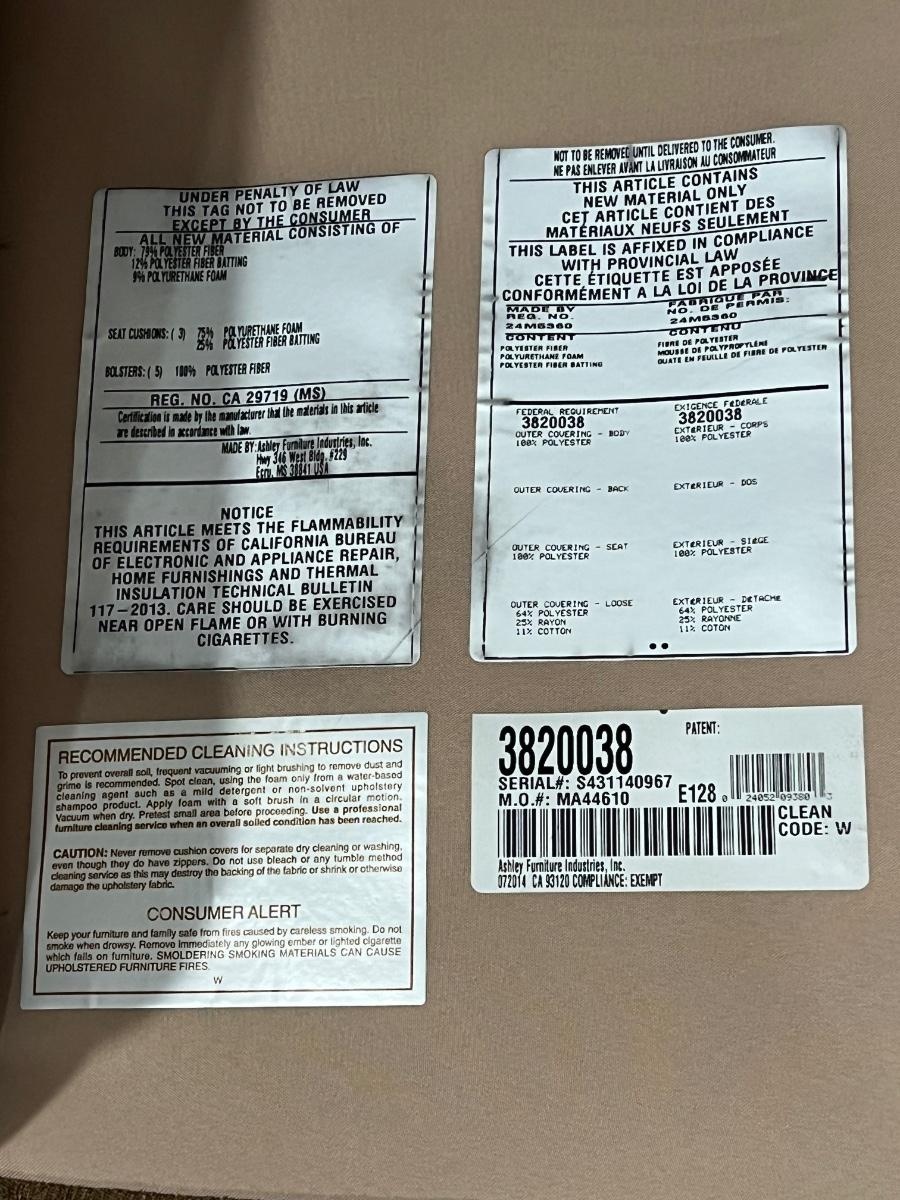 UNDER PENALTY OF LAW
THIS TAG NOT TO BE REMOVED
EXCEPT BY THE CONSUMER
ALL NEW MATERIAL CONSISTING OF
BODY: 79% POLYESTER FIBER
12% POLYESTER FIBER BATTING
9% POLYURETHANE FOAM
SEAT CUSHIONS: ( 3) 75% POLYURETHANE FOAM
25% POLYESTER FIBER BATTING
BOLSTERS: ( 5) 100% POLYESTER FIBER
REG. NO. CA 29719 (MS)
Certification is made by the manufacturer that the materials in this article
are described in accordance with law.
MADE BY: Ashley Furniture Industries, Inc.
Hwy 346 West Bldg. #229
Ecru, MS 38841 USA
NOTICE
THIS ARTICLE MEETS THE FLAMMABILITY
REQUIREMENTS OF CALIFORNIA BUREAU
OF ELECTRONIC AND APPLIANCE REPAIR,
HOME FURNISHINGS AND THERMAL
INSULATION TECHNICAL BULLETIN
117-2013. CARE SHOULD BE EXERCISED
NEAR OPEN FLAME OR WITH BURNING
CIGARETTES.
NOT TO BE REMOVED UNTIL DELIVERED TO THE CONSUMER.
NE PAS ENLEVER AVANT LA LIVRAISON AU CONSOMMATEUR
THIS ARTICLE CONTAINS
NEW MATERIAL ONLY
CET ARTICLE CONTIENT DES
MATÉRIAUX NEUFS SEULEMENT
THIS LABEL IS AFFIXED IN COMPLIANCE
WITH PROVINCIAL LAW
CETTE ÉTIQUETTE EST APPOSÉE
CONFORMÉMENT A LA LOI DE LA PROVINCE
MADE BY FABRIQUE PAR
REG. NO. NO. DE PERMIS:
24M6360 24M6360
CONTENT CONTENU
POLYESTER FIBER FIBRE DE POLYESTER
POLYURETHANE FOAM MOUSSE DE POLYPROPYLÈNE
POLYESTER FIBER BATTING OUATE EN FEUILLE DE FIBRE DE POLYESTER
FEDERAL REQUIREMENT EXIGENCE FéDéRALE
3820038 3820038
OUTER COVERING - BODY EXTéRIEUR - CORPS
100% POLYESTER 100% POLYESTER
OUTER COVERING - BACK EXTéRIEUR - DOS
OUTER COVERING - SEAT EXTéRIEUR - SIèGE
100% POLYESTER 100% POLYESTER
OUTER COVERING - LOOSE EXTéRIEUR - DéTACHé
64% POLYESTER 64% POLYESTER
25% RAYON 25% RAYONNE
11% COTTON 11% COTON
RECOMMENDED CLEANING INSTRUCTIONS
To prevent overall soil, frequent vacuuming or light brushing to remove dust and
grime is recommended. Spot clean, using the foam only from a water-based
cleaning agent such as a mild detergent or non-solvent upholstery
shampoo product. Apply foam with a soft brush in a circular motion.
Vacuum when dry. Pretest small area before proceeding. Use a professional
furniture cleaning service when an overall soiled condition has been reached.
CAUTION: Never remove cushion covers for separate dry cleaning or washing,
even though they do have zippers. Do not use bleach or any tumble method
cleaning service as this may destroy the backing of the fabric or shrink or otherwise
damage the upholstery fabric.
CONSUMER ALERT
Keep your furniture and family safe from fires caused by careless smoking. Do not
smoke when drowsy. Remove immediately any glowing ember or lighted cigarette
which falls on furniture. SMOLDERING SMOKING MATERIALS CAN CAUSE
UPHOLSTERED FURNITURE FIRES.
W
3820038 PATENT:
SERIAL#: S431140967
M.O.#: MA44610 E128
0 24052 09380 3
CLEAN
CODE: W
Ashley Furniture Industries, Inc.
072014 CA 93120 COMPLIANCE: EXEMPT